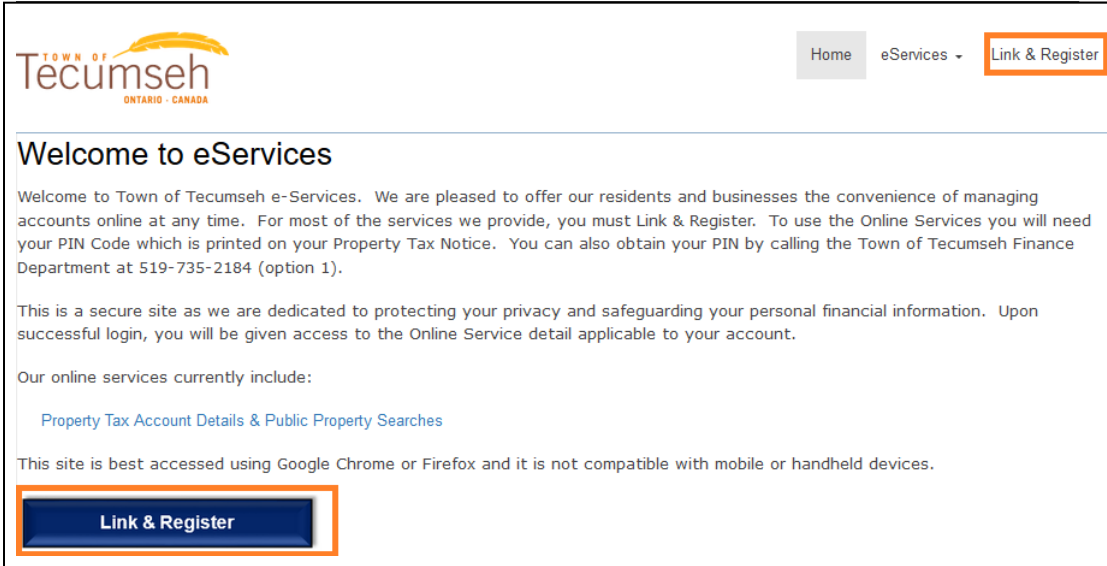 TOWN OF
Tecumseh
ONTARIO - CANADA
Home eServices Link & Register
Welcome to eServices
Welcome to Town of Tecumseh e-Services. We are pleased to offer our residents and businesses the convenience of managing
accounts online at any time. For most of the services we provide, you must Link & Register. To use the Online Services you will need
your PIN Code which is printed on your Property Tax Notice. You can also obtain your PIN by calling the Town of Tecumseh Finance
Department at 519-735-2184 (option 1).
This is a secure site as we are dedicated to protecting your privacy and safeguarding your personal financial information. Upon
successful login, you will be given access to the Online Service detail applicable to your account.
Our online services currently include:
Property Tax Account Details & Public Property Searches
This site is best accessed using Google Chrome or Firefox and it is not compatible with mobile or handheld devices.
Link & Register